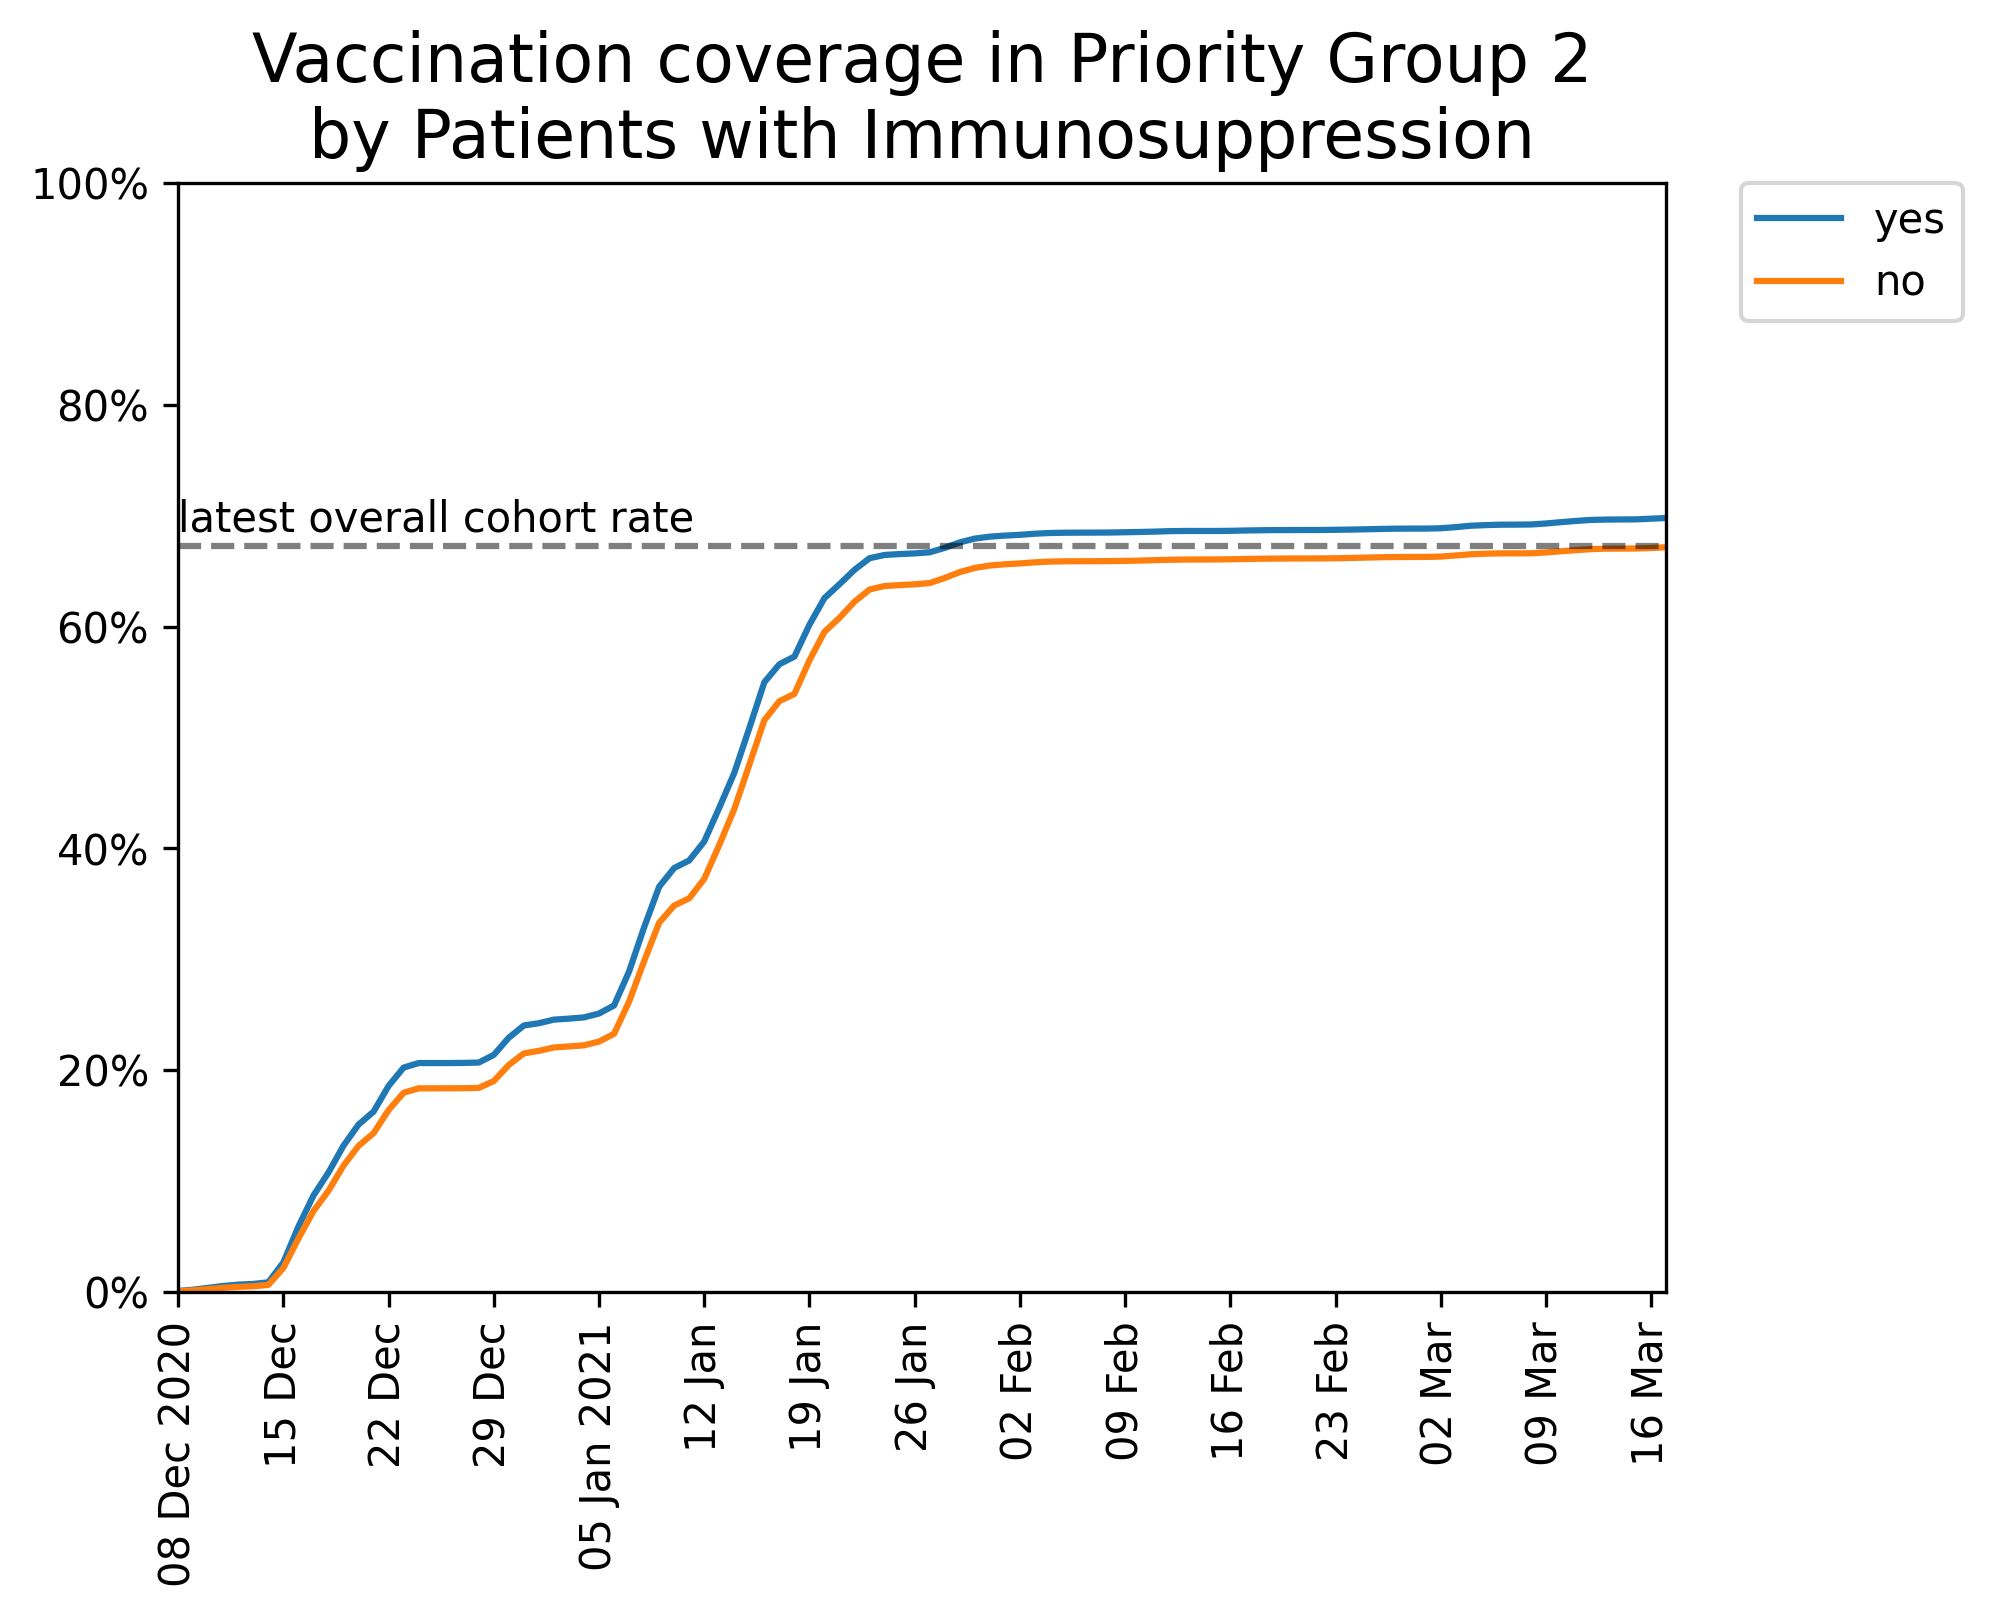 Vaccination coverage in Priority Group 2
by Patients with Immunosuppression
100%
80%
60%
40%
20%
0%
latest overall cohort rate
yes
no
08 Dec 2020
15 Dec
22 Dec
29 Dec
05 Jan 2021
12 Jan
19 Jan
26 Jan
02 Feb
09 Feb
16 Feb
23 Feb
02 Mar
09 Mar
16 Mar